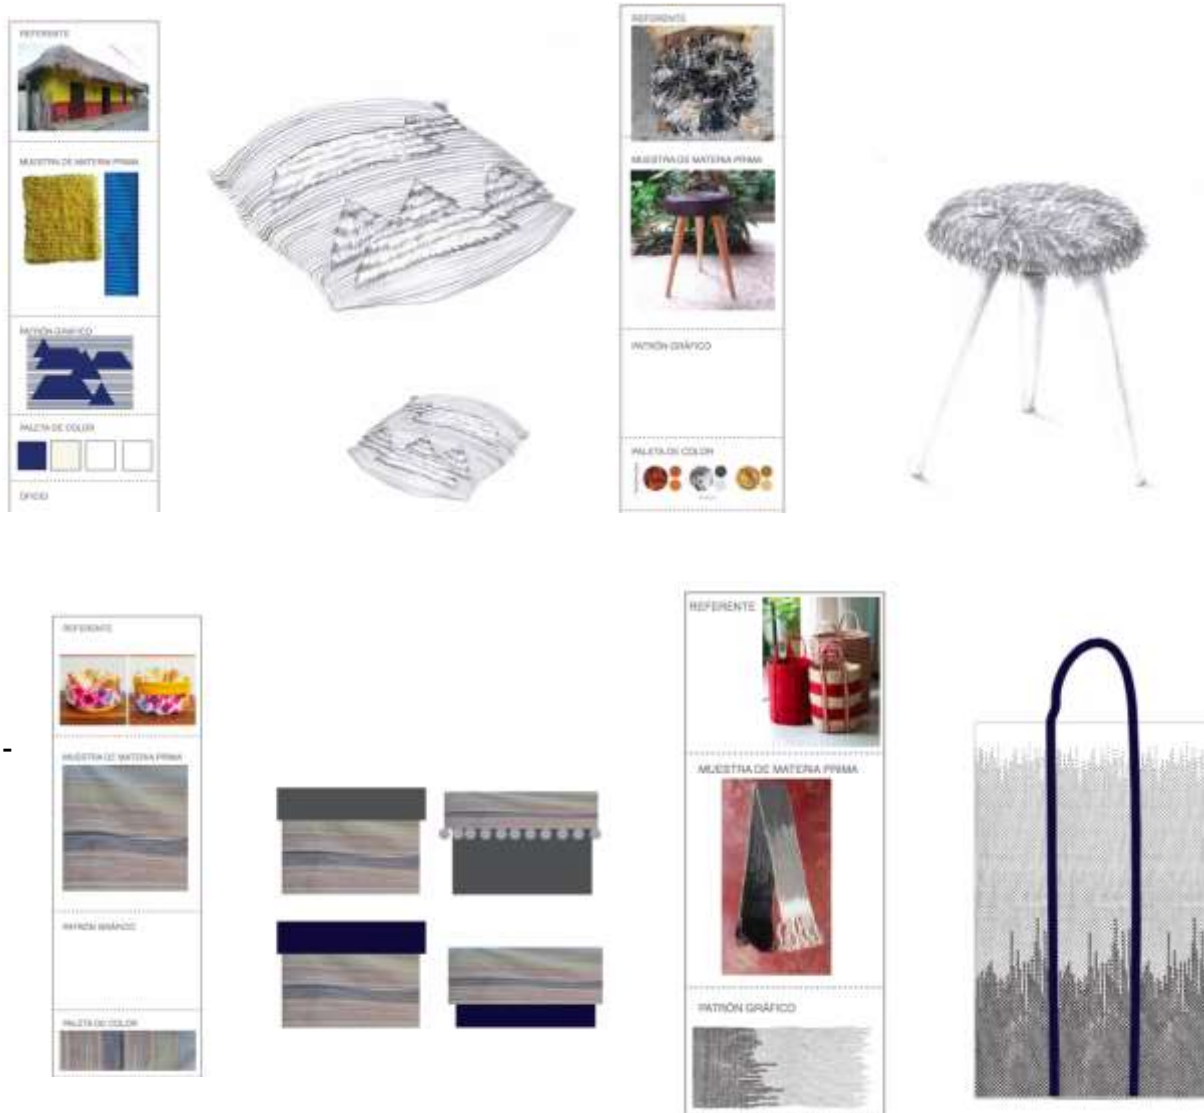 REFERENTE
MUESTRA DE MATERIA PRIMA
PATRÓN GRÁFICO
PALETA DE COLOR
OFICIO
REFERENTE
MUESTRA DE MATERIA PRIMA
PATRÓN GRÁFICO
PALETA DE COLOR
-
REFERENTE
MUESTRA DE MATERIA PRIMA
PATRÓN GRÁFICO
PALETA DE COLOR
REFERENTE
MUESTRA DE MATERIA PRIMA
PATRÓN GRÁFICO